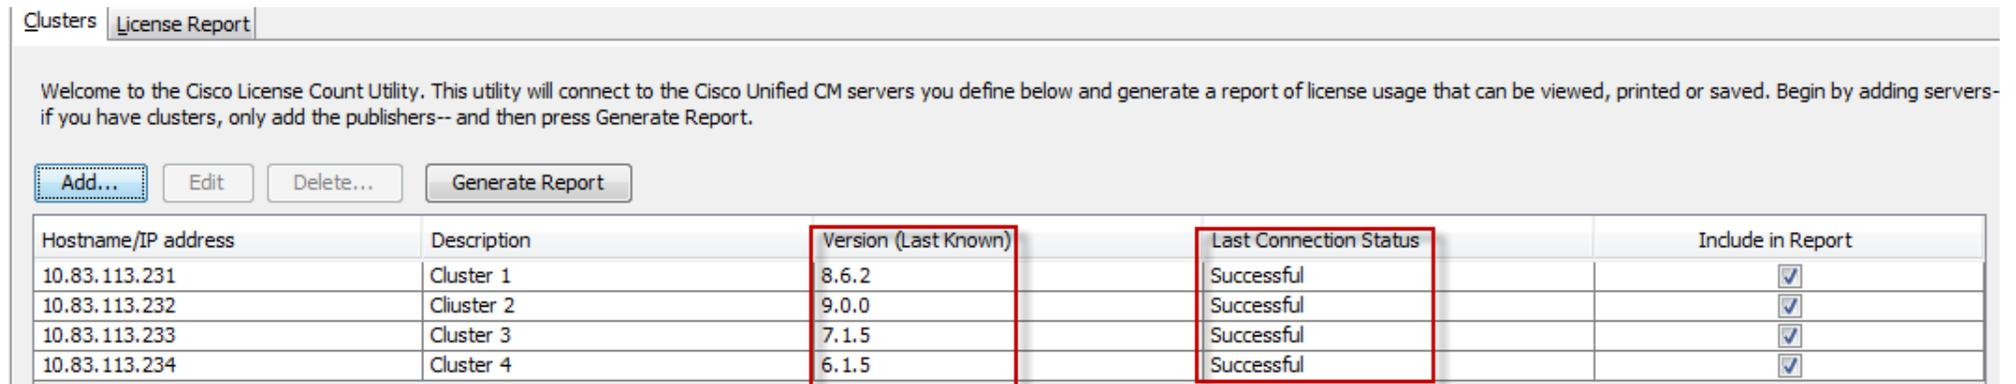 Clusters License Report
Welcome to the Cisco License Count Utility. This utility will connect to the Cisco Unified CM servers you define below and generate a report of license usage that can be viewed, printed or saved. Begin by adding servers-
if you have clusters, only add the publishers-- and then press Generate Report.
Add... Edit Delete... Generate Report
Hostname/IP address Description Version (Last Known) Last Connection Status Include in Report
10.83.113.231 Cluster 1 8.6.2 Successful
10.83.113.232 Cliuster 2 9.0.0 Successful
10.83.113.233 Cluster 3 7.1.5 Successful
10.83.113.234 Cluster 4 6.1.5 Successful